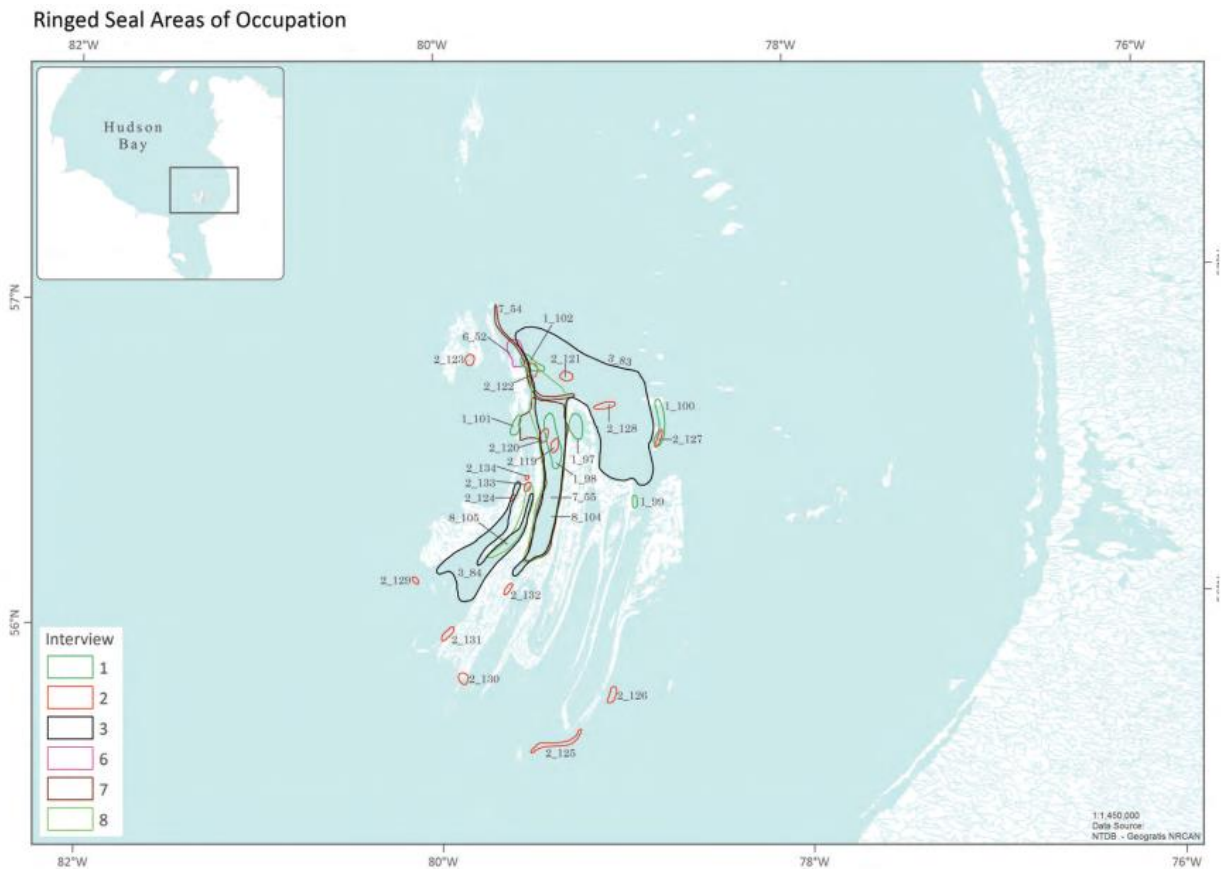 Ringed Seal Areas of Occupation
82°W
80°W
78°W
76°W
Hudson
Bay
57°N
7_54
1_102
6_52
3_83
2_123
2_121
2_122
1_100
1_101
2_128
2_127
2_120
2_119
1_97
2_134
1_98
2_133
2_124
7_55
1_99
8_105
8_104
3_84
2_129
2_132
56°N
2_131
2_130
2_126
2_125
Interview
1
2
3
6
7
8
1:1,450,000
Data Source:
NTDB - Geogratis NRCAN
82°W
80°W
78°W
76°W